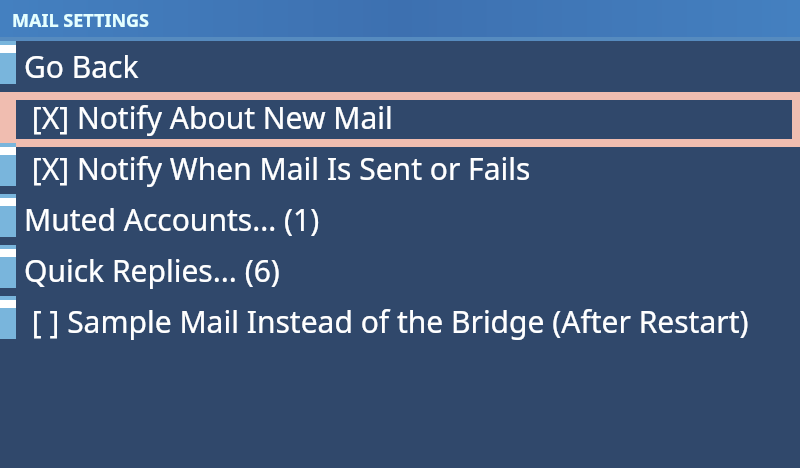 MAIL SETTINGS
Go Back
[X] Notify About New Mail
[X] Notify When Mail Is Sent or Fails
Muted Accounts... (1)
Quick Replies... (6)
[ ] Sample Mail Instead of the Bridge (After Restart)